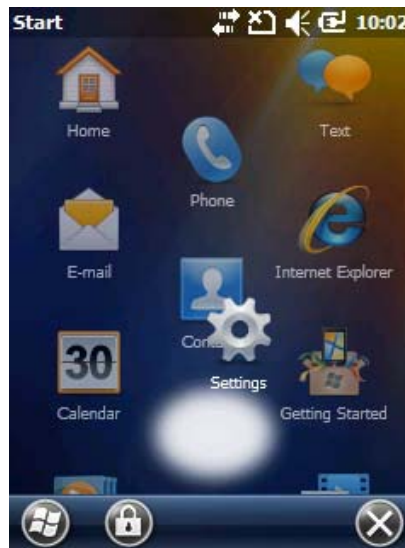 Start 10:02
Home
Text
Phone
E-mail
Internet Explorer
Settings
30
Calendar
Getting Started